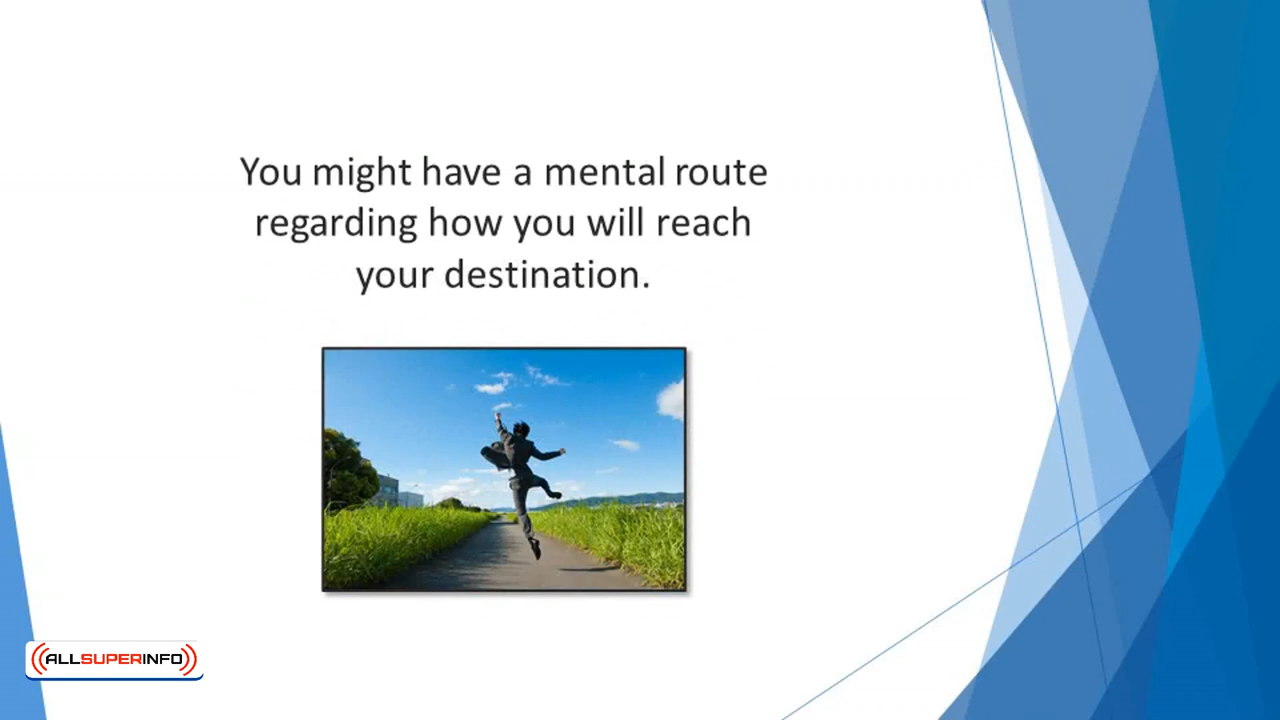 You might have a mental route
regarding how you will reach
your destination.
ALLSUPERINFO